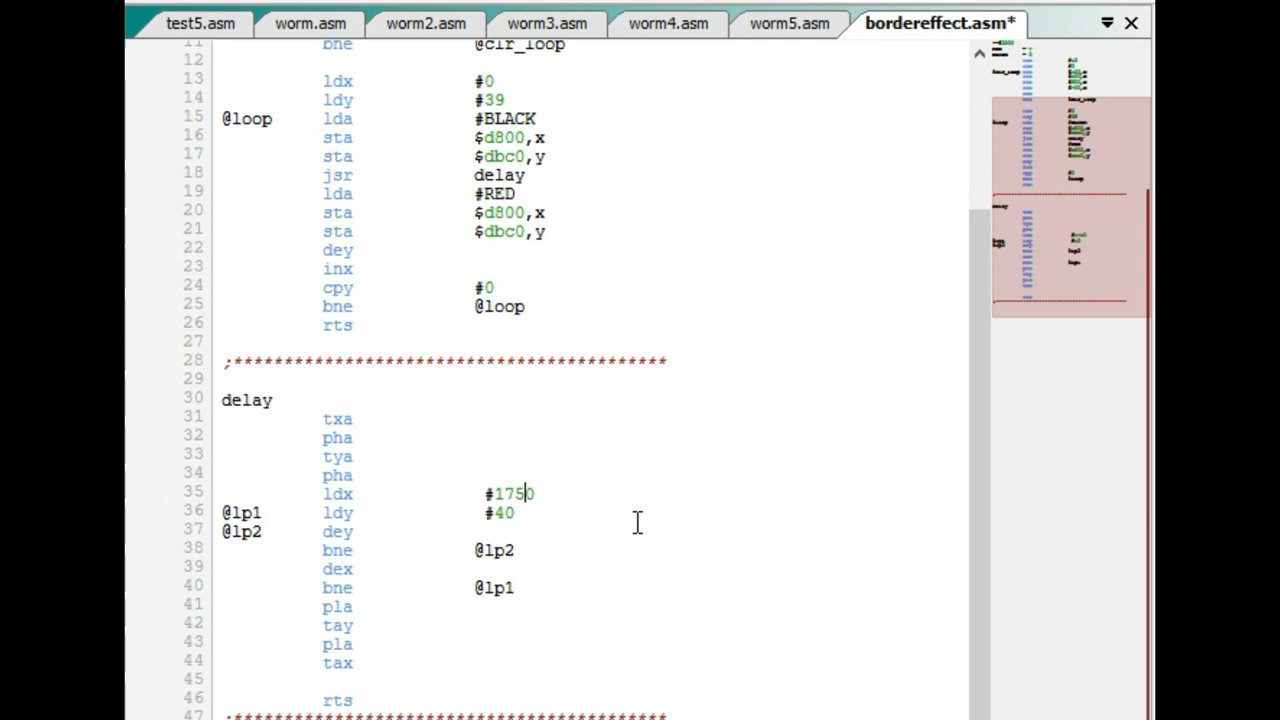 test5.asm worm.asm worm2.asm worm3.asm worm4.asm worm5.asm bordereffect.asm*
11 bne @clr_loop
12
13 ldx #0
14 ldy #39
15 @loop lda #BLACK
16 sta $d800,x
17 sta $dbc0,y
18 jsr delay
19 lda #RED
20 sta $d800,x
21 sta $dbc0,y
22 dey
23 inx
24 cpy #0
25 bne @loop
26 rts
27
28 ;*******************************************
29
30 delay
31 txa
32 pha
33 tya
34 pha
35 ldx #1750
36 @lp1 ldy #40
37 @lp2 dey
38 bne @lp2
39 dex
40 bne @lp1
41 pla
42 tay
43 pla
44 tax
45
46 rts
47 ;*******************************************